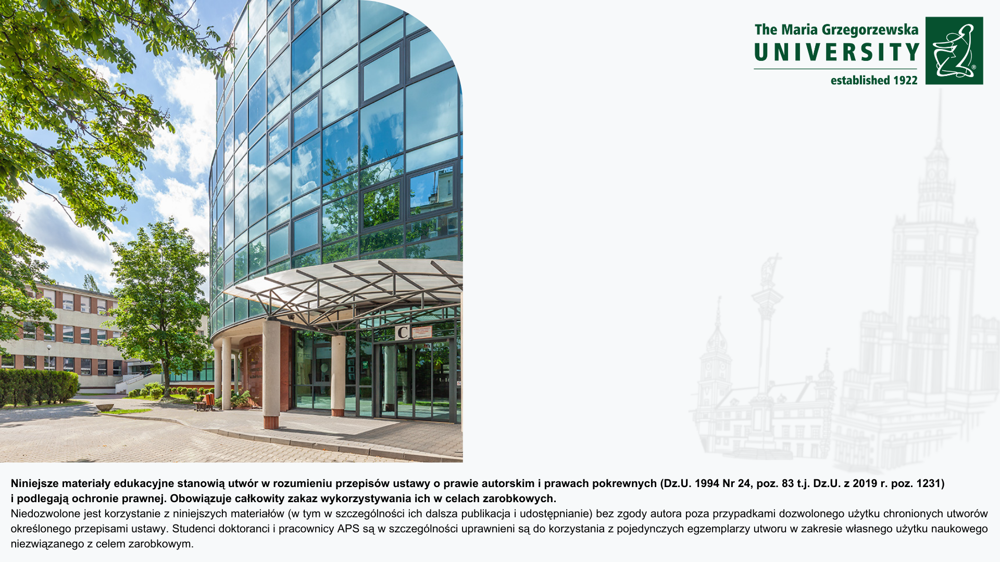 The Maria Grzegorzewska
UNIVERSITY
established 1922
®
C
Niniejsze materiały edukacyjne stanowią utwór w rozumieniu przepisów ustawy o prawie autorskim i prawach pokrewnych (Dz.U. 1994 Nr 24, poz. 83 t.j. Dz.U. z 2019 r. poz. 1231)
i podlegają ochronie prawnej. Obowiązuje całkowity zakaz wykorzystywania ich w celach zarobkowych.
Niedozwolone jest korzystanie z niniejszych materiałów (w tym w szczególności ich dalsza publikacja i udostępnianie) bez zgody autora poza przypadkami dozwolonego użytku chronionych utworów
określonego przepisami ustawy. Studenci doktoranci i pracownicy APS są w szczególności uprawnieni są do korzystania z pojedynczych egzemplarzy utworu w zakresie własnego użytku naukowego
niezwiązanego z celem zarobkowym.